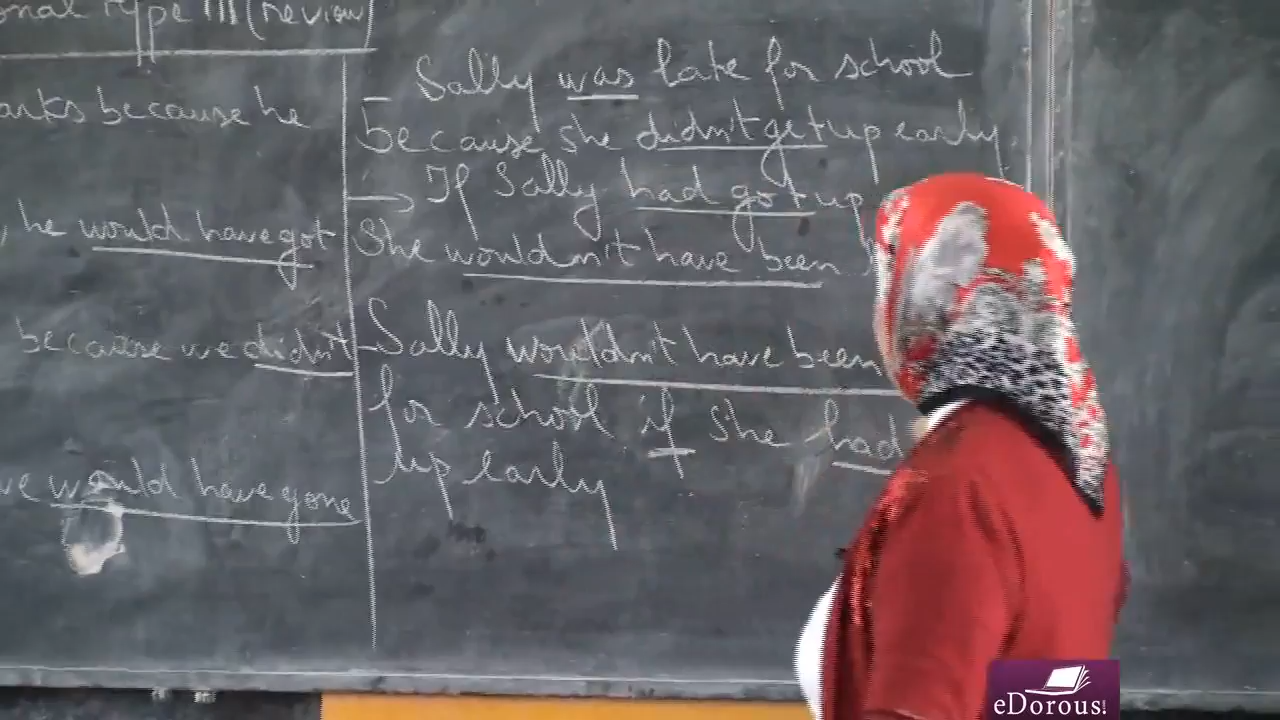 onal Type III (review
arks because he
, he would have got
because we didn't
we would have gone
- Sally was late for school
because she didn't get up early.
→ If Sally had got up
She wouldn't have been
- Sally wouldn't have been
for school if she had
up early
eDorous!